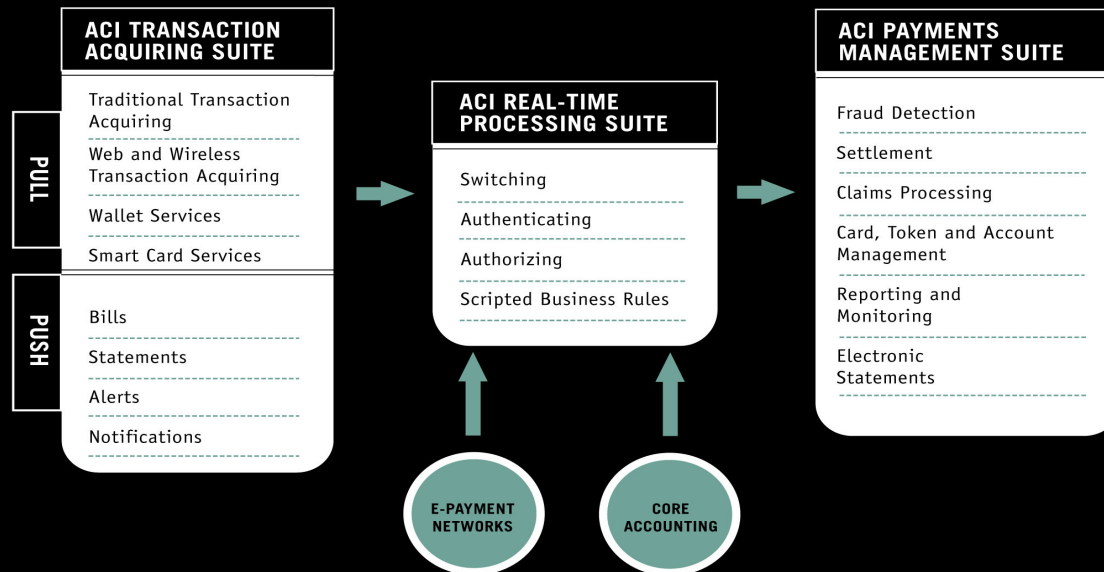 ACI TRANSACTION
ACQUIRING SUITE
PULL
Traditional Transaction
Acquiring
Web and Wireless
Transaction Acquiring
Wallet Services
Smart Card Services
PUSH
Bills
Statements
Alerts
Notifications
ACI REAL-TIME
PROCESSING SUITE
Switching
Authenticating
Authorizing
Scripted Business Rules
E-PAYMENT
NETWORKS
CORE
ACCOUNTING
ACI PAYMENTS
MANAGEMENT SUITE
Fraud Detection
Settlement
Claims Processing
Card, Token and Account
Management
Reporting and
Monitoring
Electronic
Statements